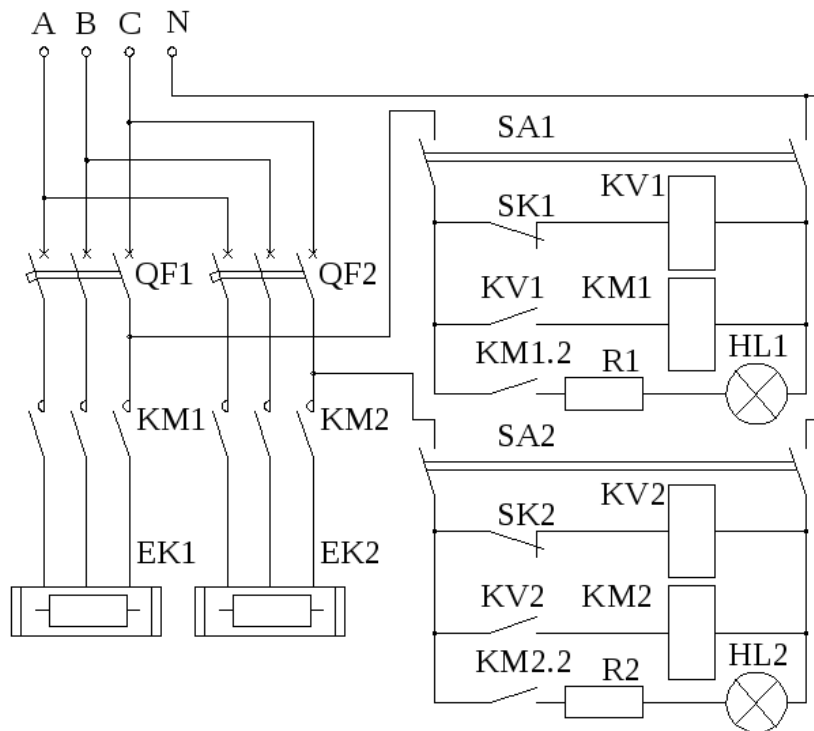 A B C N
SA1
KV1
SK1
QF1
QF2
KV1
KM1
KM1.2
R1
HL1
KM1
KM2
SA2
KV2
SK2
EK1
EK2
KV2
KM2
KM2.2
R2
HL2